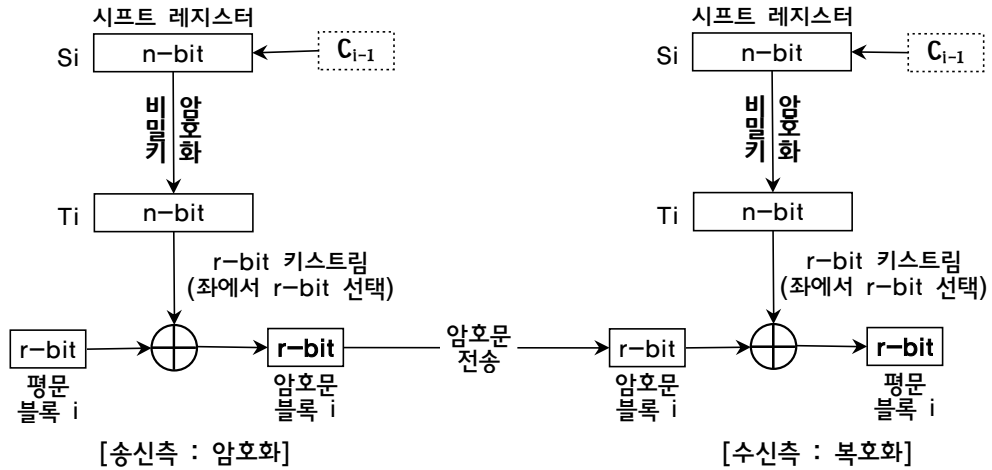 시프트 레지스터
Si
n-bit
C i-1
비밀키
암호화
Ti
n-bit
r-bit 키스트림
(좌에서 r-bit 선택)
r-bit
평문
블록 i
r-bit
암호문
블록 i
[송신측 : 암호화]
암호문
전송
시프트 레지스터
Si
n-bit
C i-1
비밀키
암호화
Ti
n-bit
r-bit 키스트림
(좌에서 r-bit 선택)
r-bit
암호문
블록 i
r-bit
평문
블록 i
[수신측 : 복호화]